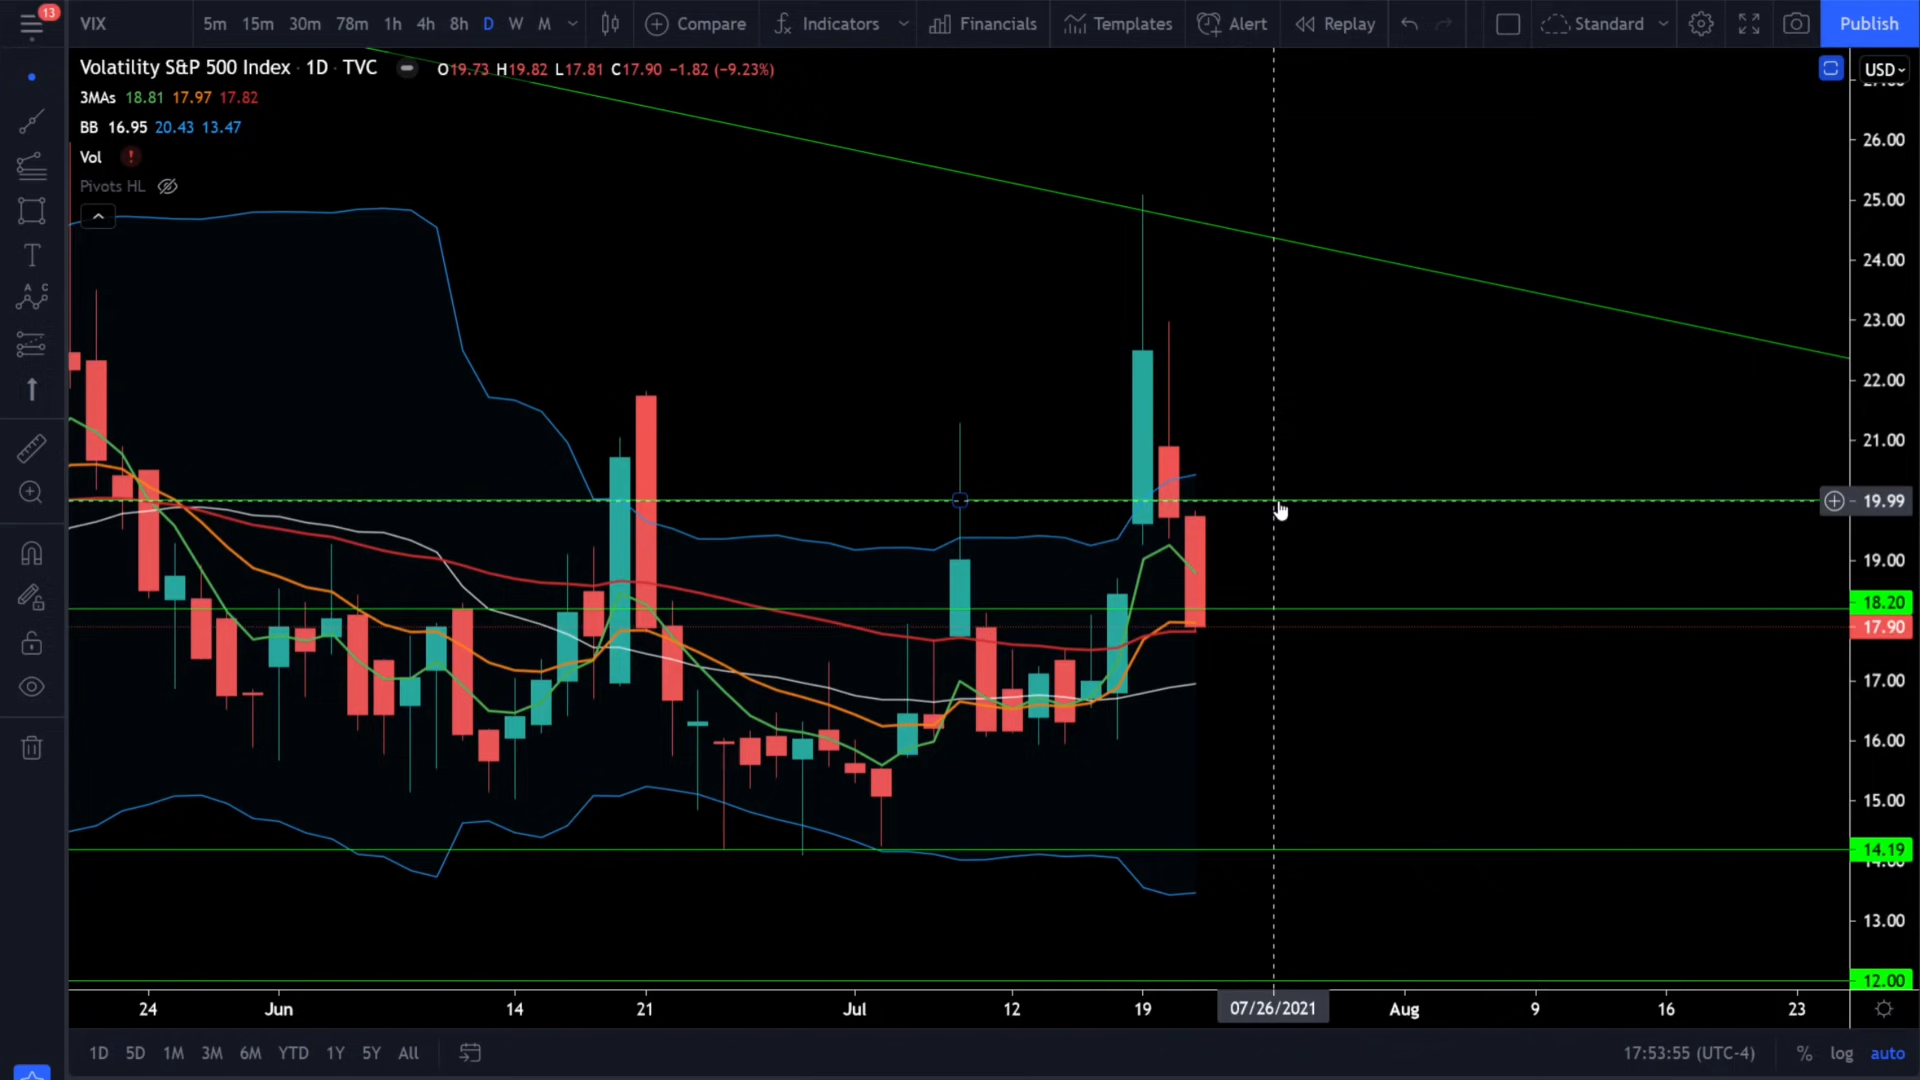 13
VIX
5m 15m 30m 78m 1h 4h 8h D W M
Compare
Indicators
Financials
Templates
Alert
Replay
Standard
Publish
Volatility S&P 500 Index · 1D · TVC
O19.73 H19.82 L17.81 C17.90 −1.82 (−9.23%)
USD
3MAs 18.81 17.97 17.82
BB 16.95 20.43 13.47
Vol !
Pivots HL
26.00
25.00
24.00
23.00
22.00
21.00
19.99
19.00
18.20
17.90
17.00
16.00
15.00
14.19
14.00
13.00
12.00
24 Jun 14 21 Jul 12 19 07/26/2021 Aug 9 16 23
1D 5D 1M 3M 6M YTD 1Y 5Y All
17:53:55 (UTC-4) % log auto